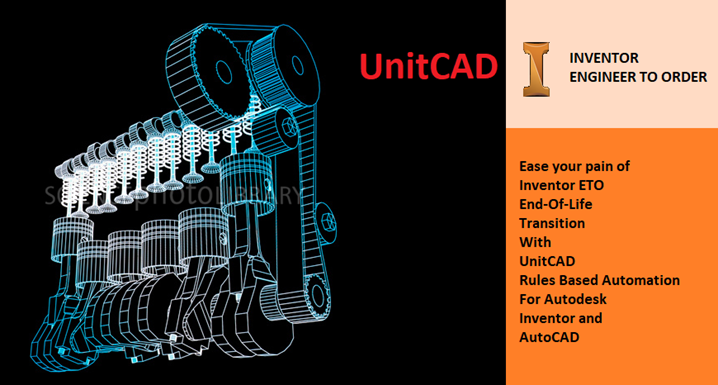 UnitCAD
INVENTOR
ENGINEER TO ORDER
Ease your pain of
Inventor ETO
End-Of-Life
Transition
With
UnitCAD
Rules Based Automation
For Autodesk
Inventor and
AutoCAD